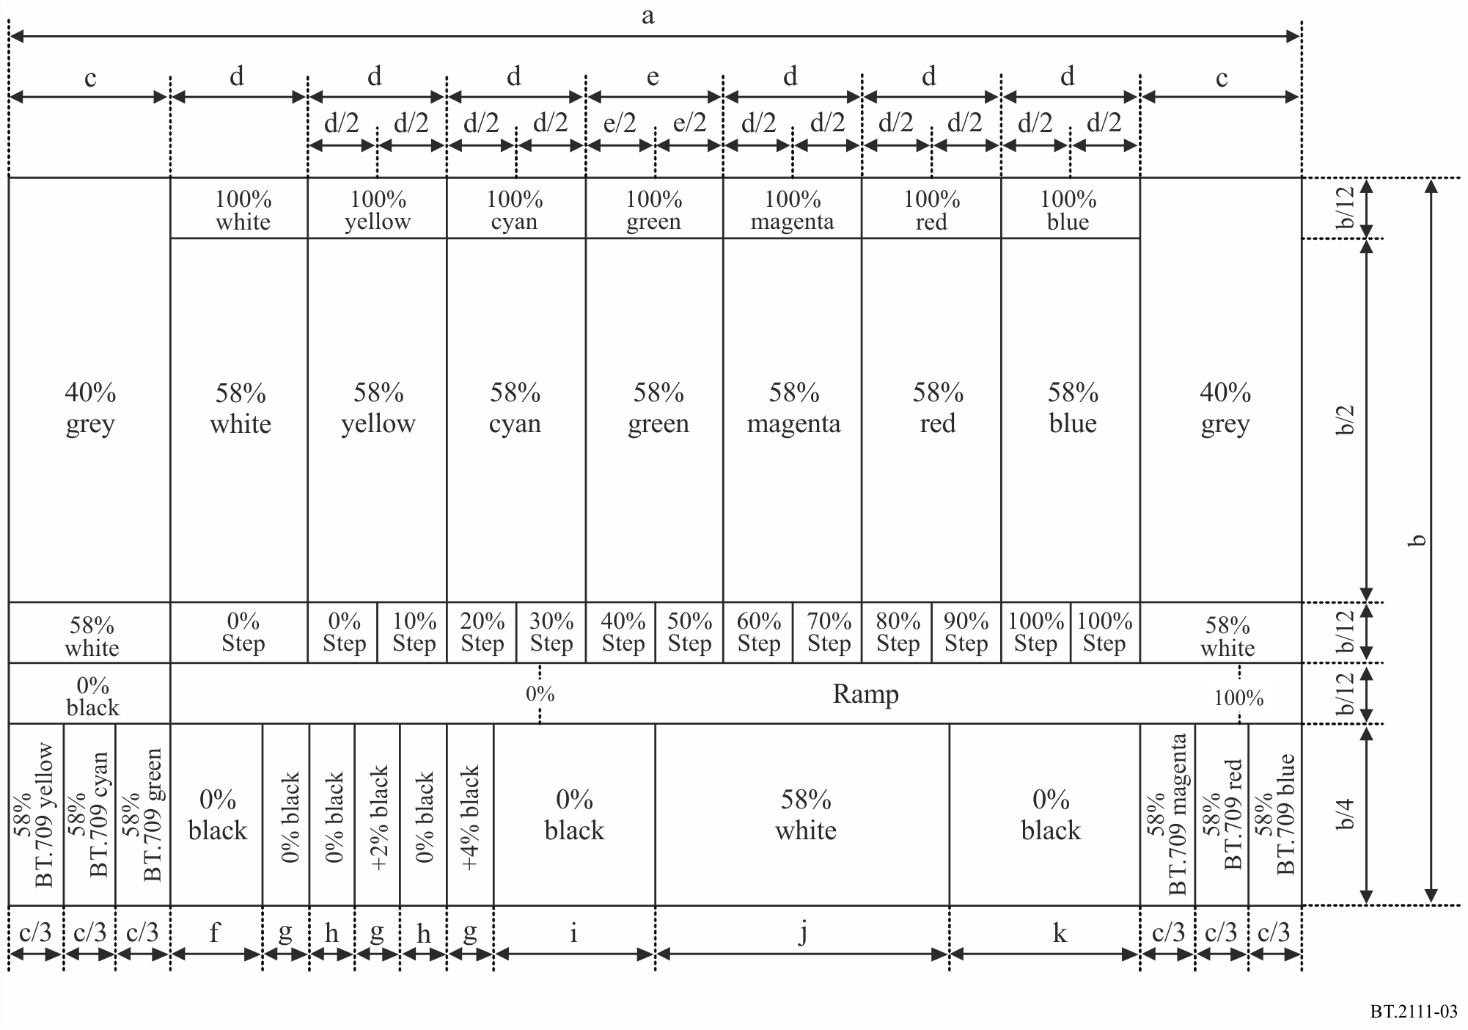 a
c d d d e d d d c
d/2 d/2 d/2 d/2 e/2 e/2 d/2 d/2 d/2 d/2 d/2 d/2
100% 100% 100% 100% 100% 100% 100%
white yellow cyan green magenta red blue
b/12
40% 58% 58% 58% 58% 58% 58% 58% 40%
grey white yellow cyan green magenta red blue grey
b/2
b
58% 0% 0% 10% 20% 30% 40% 50% 60% 70% 80% 90% 100% 100% 58%
white Step Step Step Step Step Step Step Step Step Step Step Step Step white
b/12
0%
black
0% Ramp 100%
b/12
58%
BT.709 yellow
58%
BT.709 cyan
58%
BT.709 green
0%
black
0% black
0% black
+2% black
0% black
+4% black
0%
black
58%
white
0%
black
58%
BT.709 magenta
58%
BT.709 red
58%
BT.709 blue
b/4
c/3 c/3 c/3 f g h g h g i j k c/3 c/3 c/3
BT.2111-03